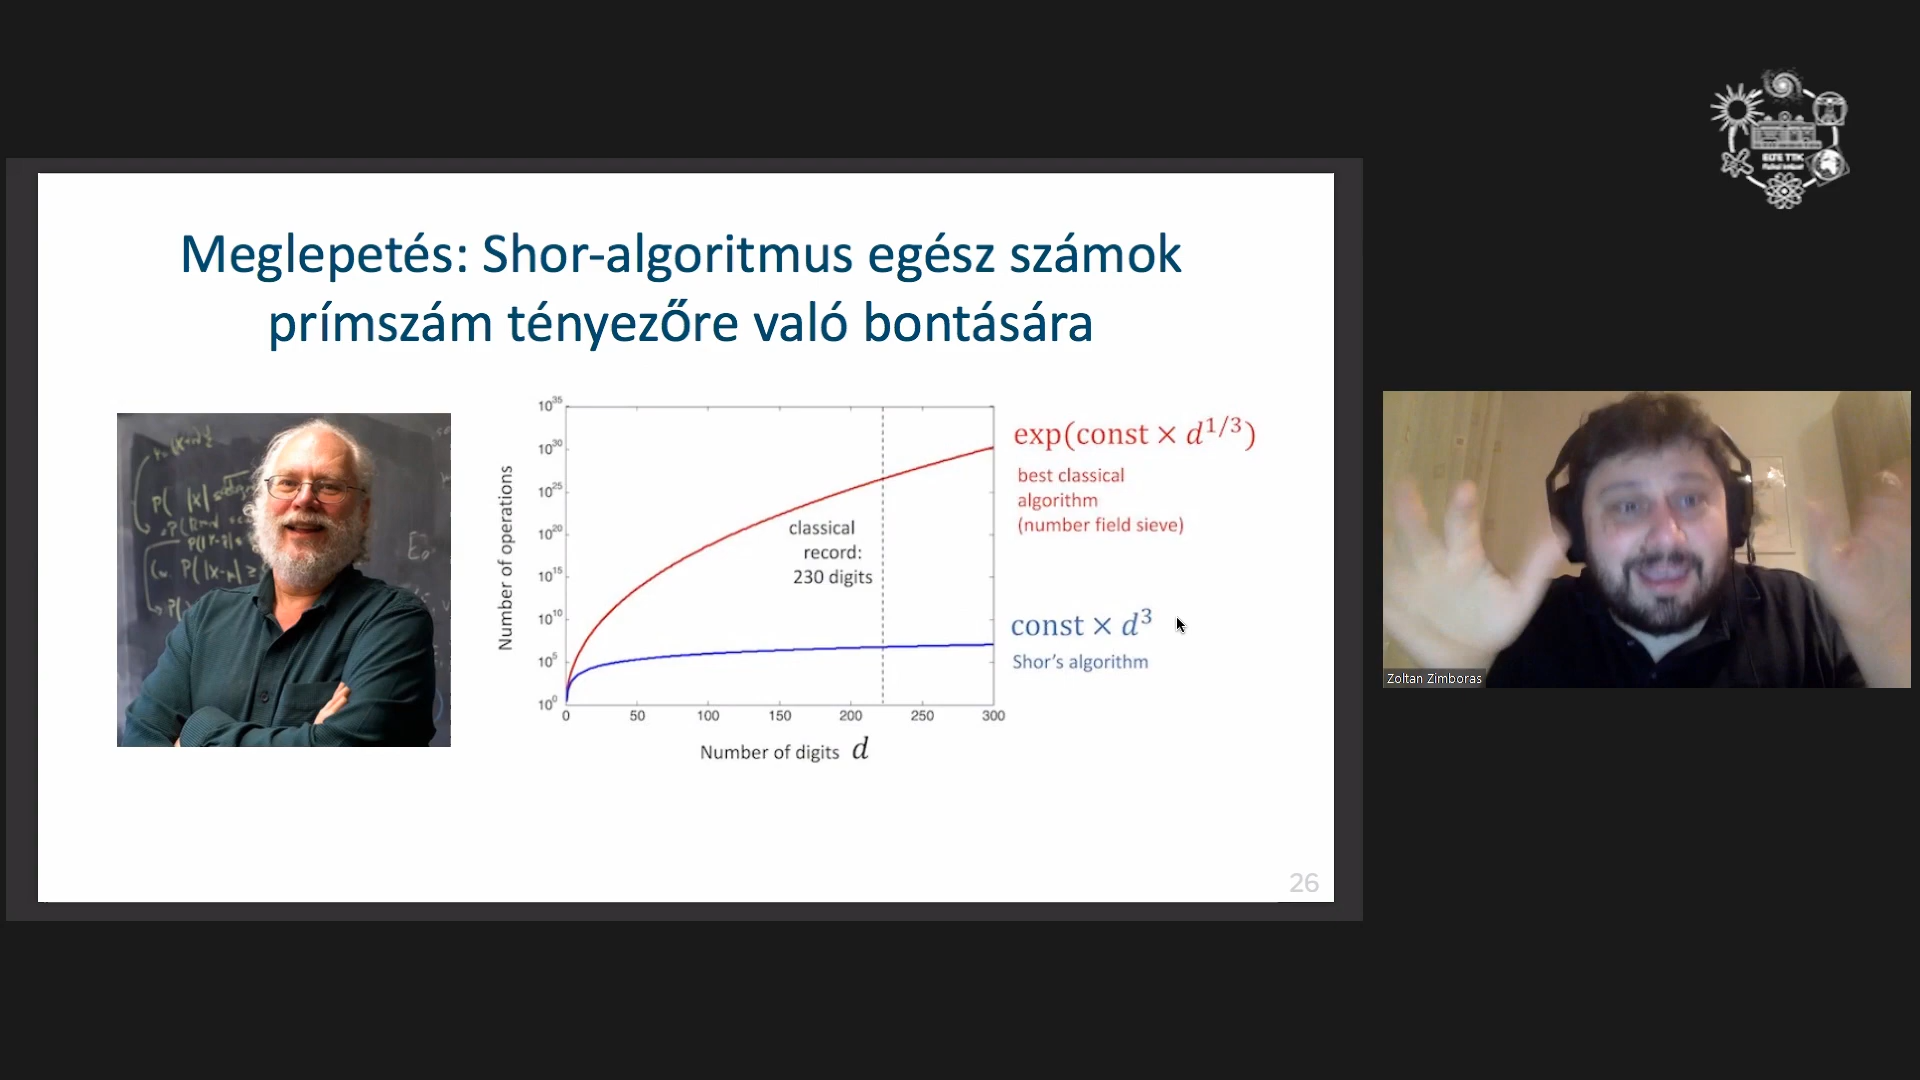 ELTE TTK
Meglepetés: Shor-algoritmus egész számok
prímszám tényezőre való bontására
10^35
10^30
10^25
10^20
10^15
10^10
10^5
10^0
Number of operations
classical
record:
230 digits
0 50 100 150 200 250 300
Number of digits d
exp(const × d^1/3)
best classical
algorithm
(number field sieve)
const × d^3
Shor's algorithm
26
Zoltan Zimboras